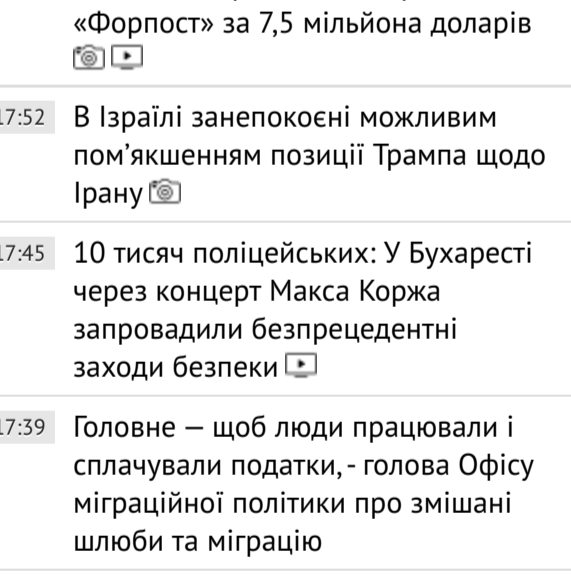 «Форпост» за 7,5 мільйона доларів
17:52
В Ізраїлі занепокоєні можливим
пом’якшенням позиції Трампа щодо
Ірану
17:45
10 тисяч поліцейських: У Бухаресті
через концерт Макса Коржа
запровадили безпрецедентні
заходи безпеки
17:39
Головне — щоб люди працювали і
сплачували податки, - голова Офісу
міграційної політики про змішані
шлюби та міграцію